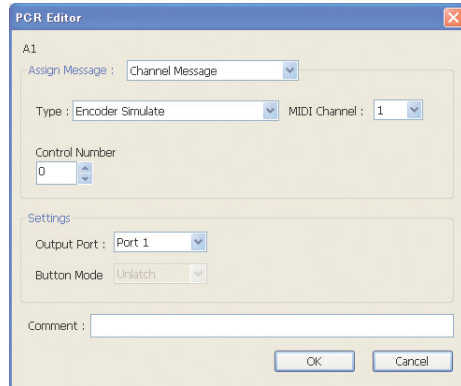 PCR Editor
A1
Assign Message : Channel Message
Type : Encoder Simulate MIDI Channel : 1
Control Number
0
Settings
Output Port : Port 1
Button Mode Unlatch
Comment :
OK Cancel